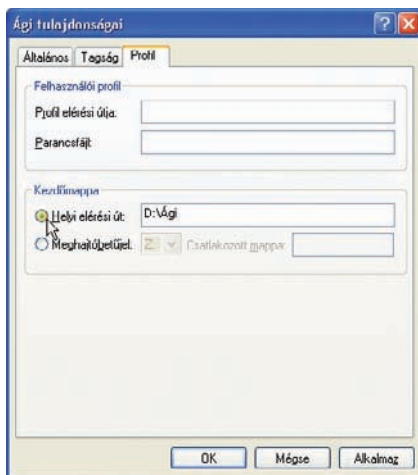 Ági tulajdonságai
Általános Tagság Profil
Felhasználói profil
Profil elérési útja:
Parancsfájl:
Kezdőmappa
Helyi elérési út: D:\Ági
Meghajtóbetűjel: Z: Csatlakozott mappa:
OK Mégse Alkalmaz